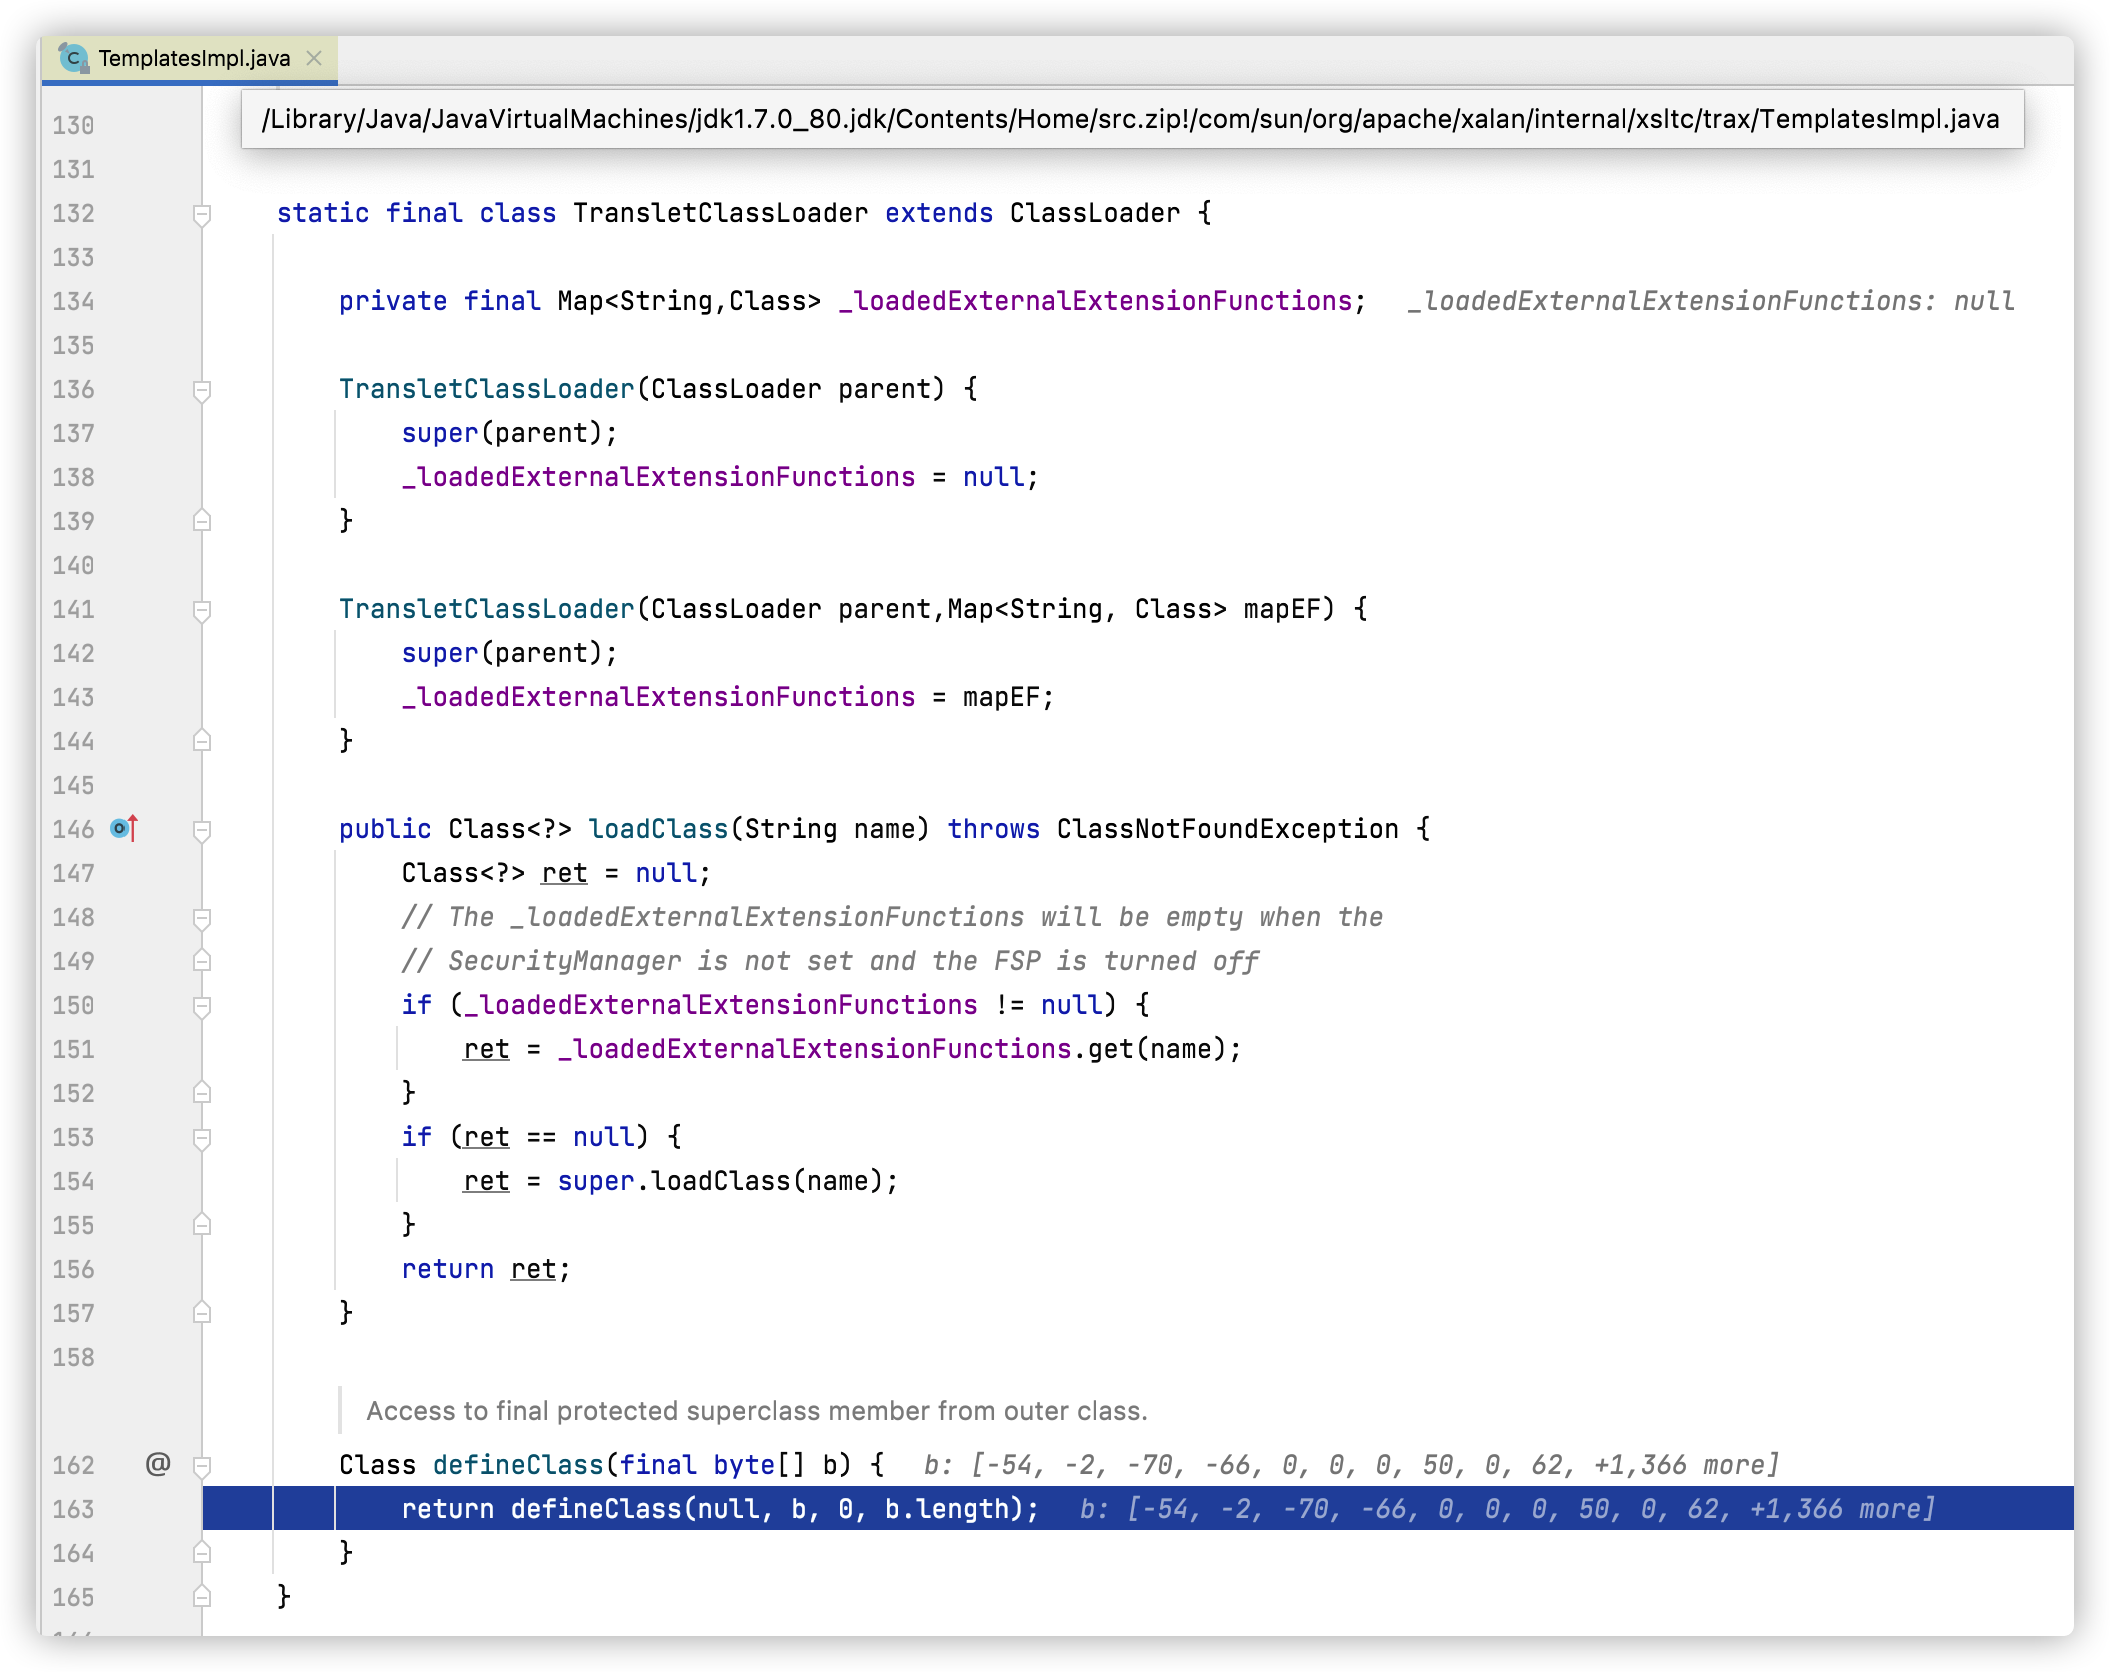 TemplatesImpl.java
/Library/Java/JavaVirtualMachines/jdk1.7.0_80.jdk/Contents/Home/src.zip!/com/sun/org/apache/xalan/internal/xsltc/trax/TemplatesImpl.java
130
131
132 static final class TransletClassLoader extends ClassLoader {
133
134 private final Map<String,Class> _loadedExternalExtensionFunctions; _loadedExternalExtensionFunctions: null
135
136 TransletClassLoader(ClassLoader parent) {
137 super(parent);
138 _loadedExternalExtensionFunctions = null;
139 }
140
141 TransletClassLoader(ClassLoader parent,Map<String, Class> mapEF) {
142 super(parent);
143 _loadedExternalExtensionFunctions = mapEF;
144 }
145
146 public Class<?> loadClass(String name) throws ClassNotFoundException {
147 Class<?> ret = null;
148 // The _loadedExternalExtensionFunctions will be empty when the
149 // SecurityManager is not set and the FSP is turned off
150 if (_loadedExternalExtensionFunctions != null) {
151 ret = _loadedExternalExtensionFunctions.get(name);
152 }
153 if (ret == null) {
154 ret = super.loadClass(name);
155 }
156 return ret;
157 }
158
Access to final protected superclass member from outer class.
162 @ Class defineClass(final byte[] b) { b: [-54, -2, -70, -66, 0, 0, 0, 50, 0, 62, +1,366 more]
163 return defineClass(null, b, 0, b.length); b: [-54, -2, -70, -66, 0, 0, 0, 50, 0, 62, +1,366 more]
164 }
165 }